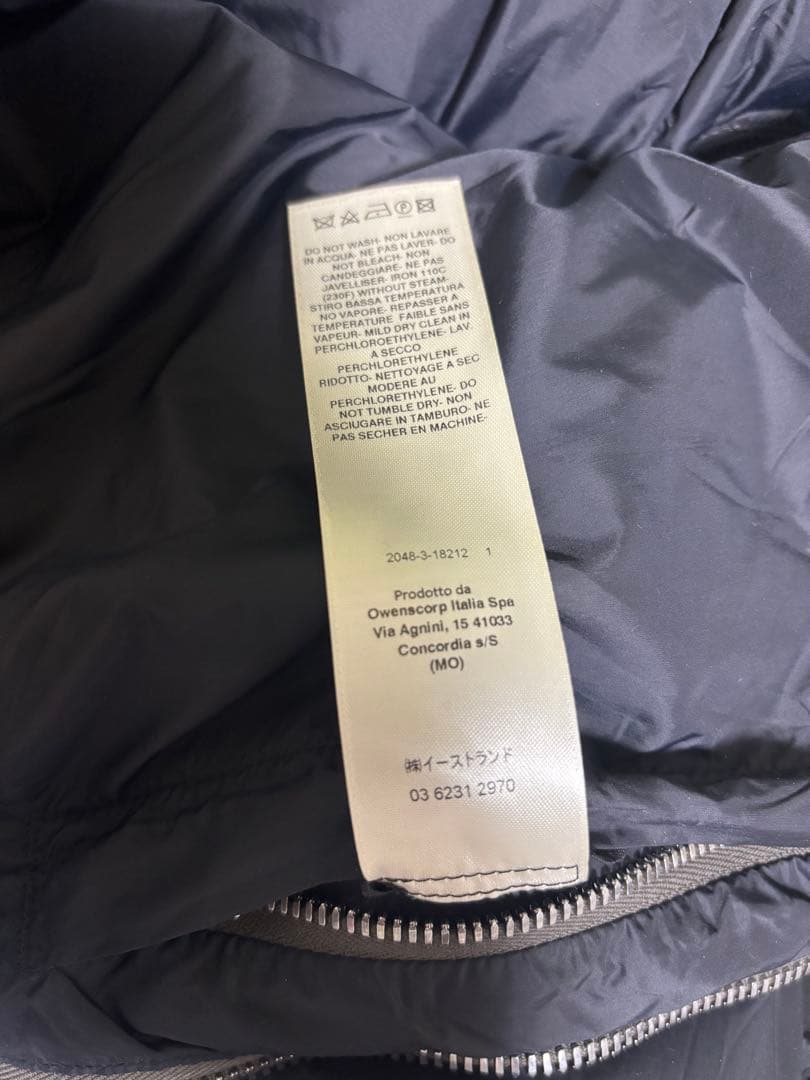 DO NOT WASH- NON LAVARE
IN ACQUA- NE PAS LAVER- DO
NOT BLEACH- NON
CANDEGGIARE- NE PAS
JAVELLISER- IRON 110C
(230F) WITHOUT STEAM-
STIRO BASSA TEMPERATURA
NO VAPORE- REPASSER A
TEMPERATURE FAIBLE SANS
VAPEUR- MILD DRY CLEAN IN
PERCHLOROETHYLENE- LAV.
A SECCO
PERCHLORETHYLENE
RIDOTTO- NETTOYAGE A SEC
MODERE AU
PERCHLORETHYLENE- DO
NOT TUMBLE DRY- NON
ASCIUGARE IN TAMBURO- NE
PAS SECHER EN MACHINE-
2048-3-18212 1
Prodotto da
Owenscorp Italia Spa
Via Agnini, 15 41033
Concordia s/S
(MO)
㈱イーストランド
03 6231 2970